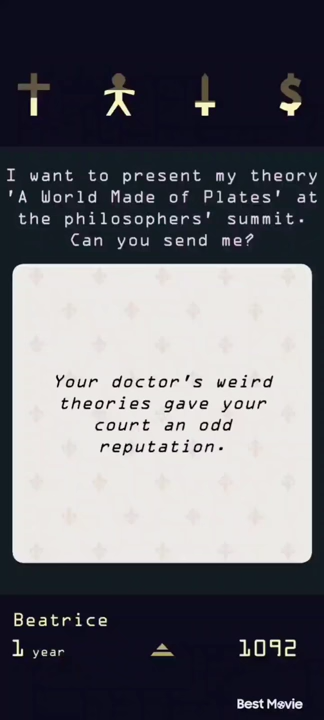 I want to present my theory
'A World Made of Plates' at
the philosophers' summit.
Can you send me?
Your doctor's weird
theories gave your
court an odd
reputation.
Beatrice
1 year
1092
Best Movie